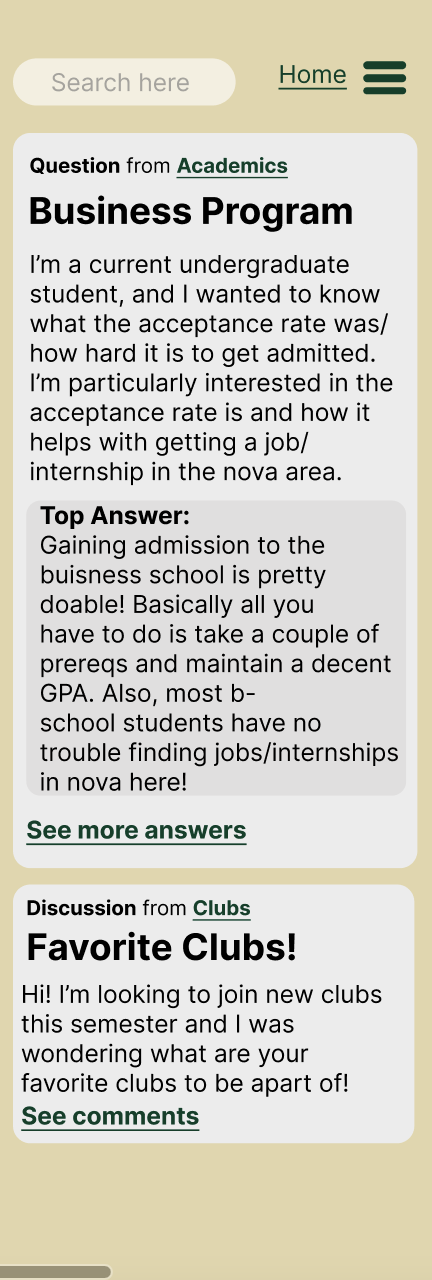 Search here
Home
Question from Academics
Business Program
I’m a current undergraduate
student, and I wanted to know
what the acceptance rate was/
how hard it is to get admitted.
I’m particularly interested in the
acceptance rate is and how it
helps with getting a job/
internship in the nova area.
Top Answer:
Gaining admission to the
buisness school is pretty
doable! Basically all you
have to do is take a couple of
prereqs and maintain a decent
GPA. Also, most b-
school students have no
trouble finding jobs/internships
in nova here!
See more answers
Discussion from Clubs
Favorite Clubs!
Hi! I’m looking to join new clubs
this semester and I was
wondering what are your
favorite clubs to be apart of!
See comments